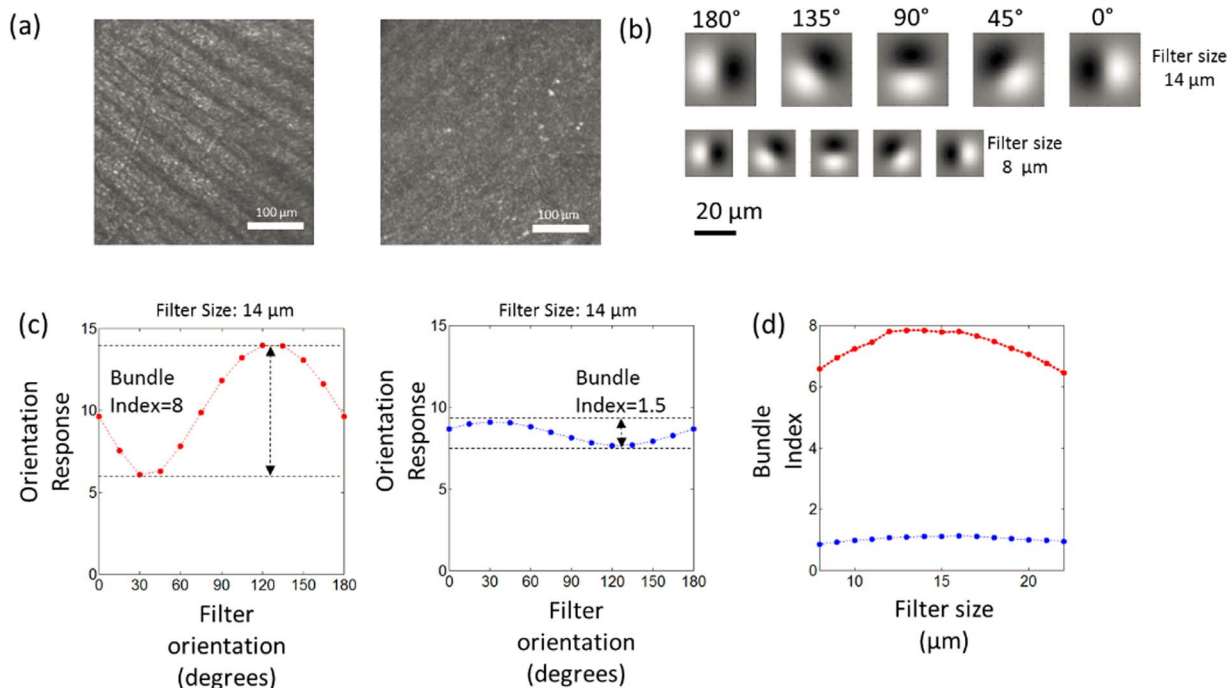 (a)
100 μm
100 μm
(b)
180° 135° 90° 45° 0°
Filter size
14 μm
Filter size
8 μm
20 μm
(c)
Filter Size: 14 μm
15
10
5
0
0 30 60 90 120 150 180
Orientation
Response
Bundle
Index=8
Filter
orientation
(degrees)
Filter Size: 14 μm
15
10
5
0
0 30 60 90 120 150 180
Orientation
Response
Bundle
Index=1.5
Filter
orientation
(degrees)
(d)
8
6
4
2
0
10 15 20
Bundle
Index
Filter size
(μm)